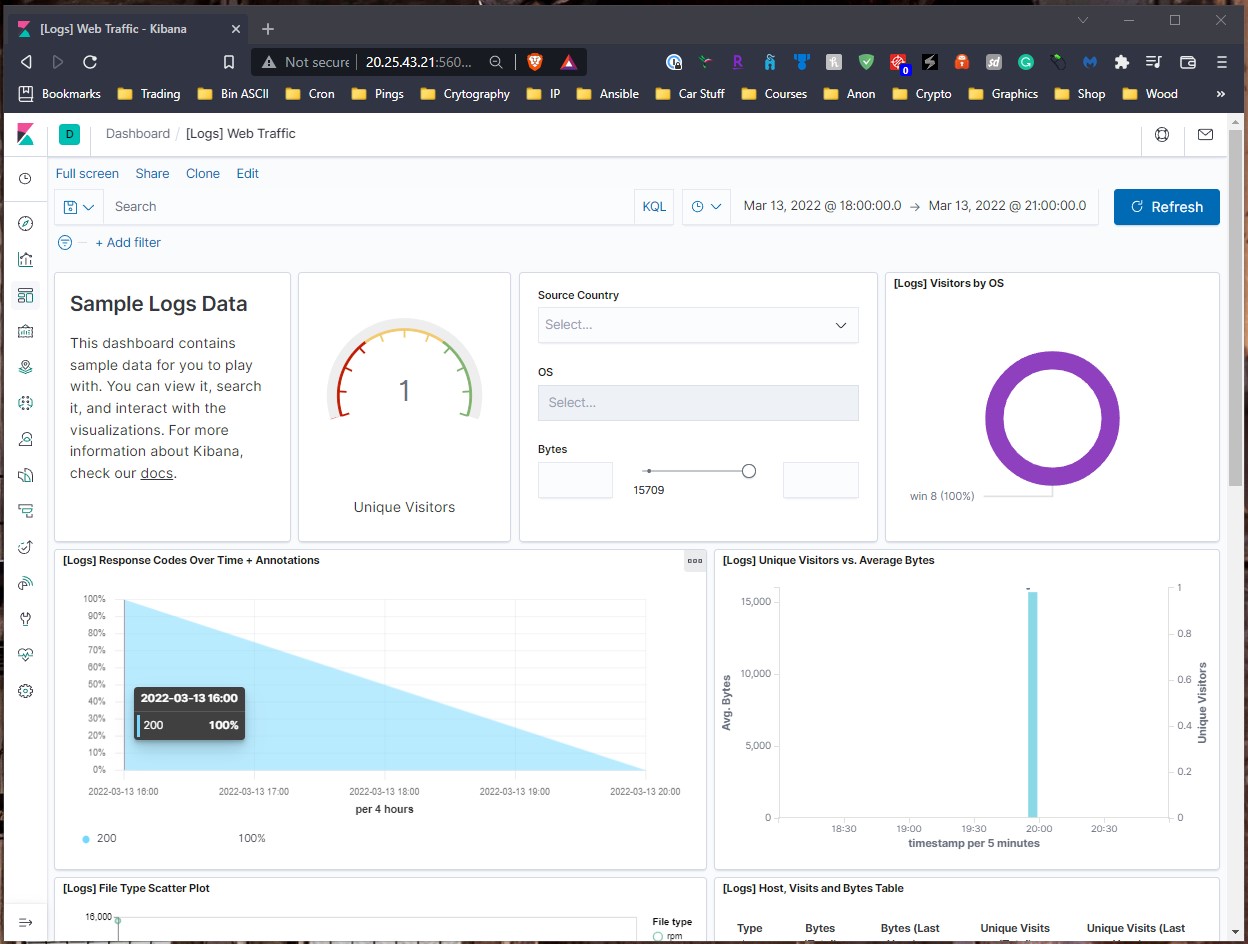 [Logs] Web Traffic - Kibana
Not secure 20.25.43.21:560...
R
0
sd
G
Bookmarks Trading Bin ASCII Cron Pings Crytography IP Ansible Car Stuff Courses Anon Crypto Graphics Shop Wood »
D Dashboard / [Logs] Web Traffic
Full screen Share Clone Edit
Search KQL Mar 13, 2022 @ 18:00:00.0 → Mar 13, 2022 @ 21:00:00.0 Refresh
+ Add filter
Sample Logs Data
This dashboard contains
sample data for you to play
with. You can view it, search
it, and interact with the
visualizations. For more
information about Kibana,
check our docs.
1
Unique Visitors
Source Country
Select...
OS
Select...
Bytes
15709
[Logs] Visitors by OS
win 8 (100%)
[Logs] Response Codes Over Time + Annotations
100%
90%
80%
70%
60%
50%
40%
30%
20%
10%
0%
2022-03-13 16:00
200 100%
2022-03-13 16:00 2022-03-13 17:00 2022-03-13 18:00 2022-03-13 19:00 2022-03-13 20:00
per 4 hours
200 100%
[Logs] Unique Visitors vs. Average Bytes
15,000
10,000
5,000
0
Avg. Bytes
1
0.8
0.6
0.4
0.2
0
Unique Visitors
18:30 19:00 19:30 20:00 20:30
timestamp per 5 minutes
[Logs] File Type Scatter Plot
16,000
File type
rpm
[Logs] Host, Visits and Bytes Table
Type Bytes Bytes (Last Unique Visits Unique Visits (Last